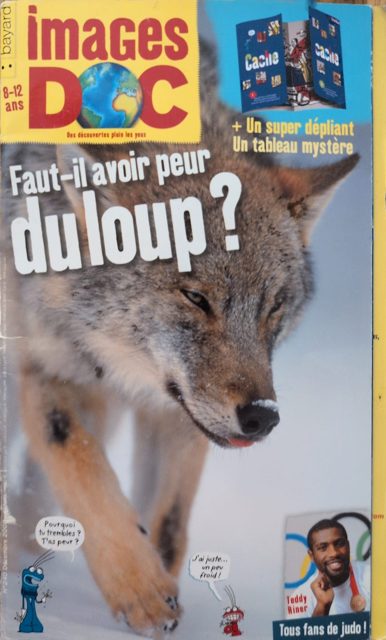 bayard
images
DOC
8-12
ans
Des découvertes plein les yeux
Cache
Cache
+ Un super dépliant
Un tableau mystère
Faut-il avoir peur
du loup ?
Pourquoi
tu trembles ?
T'as peur ?
J'ai juste...
un peu
froid !
Teddy
Riner
Tous fans de judo !